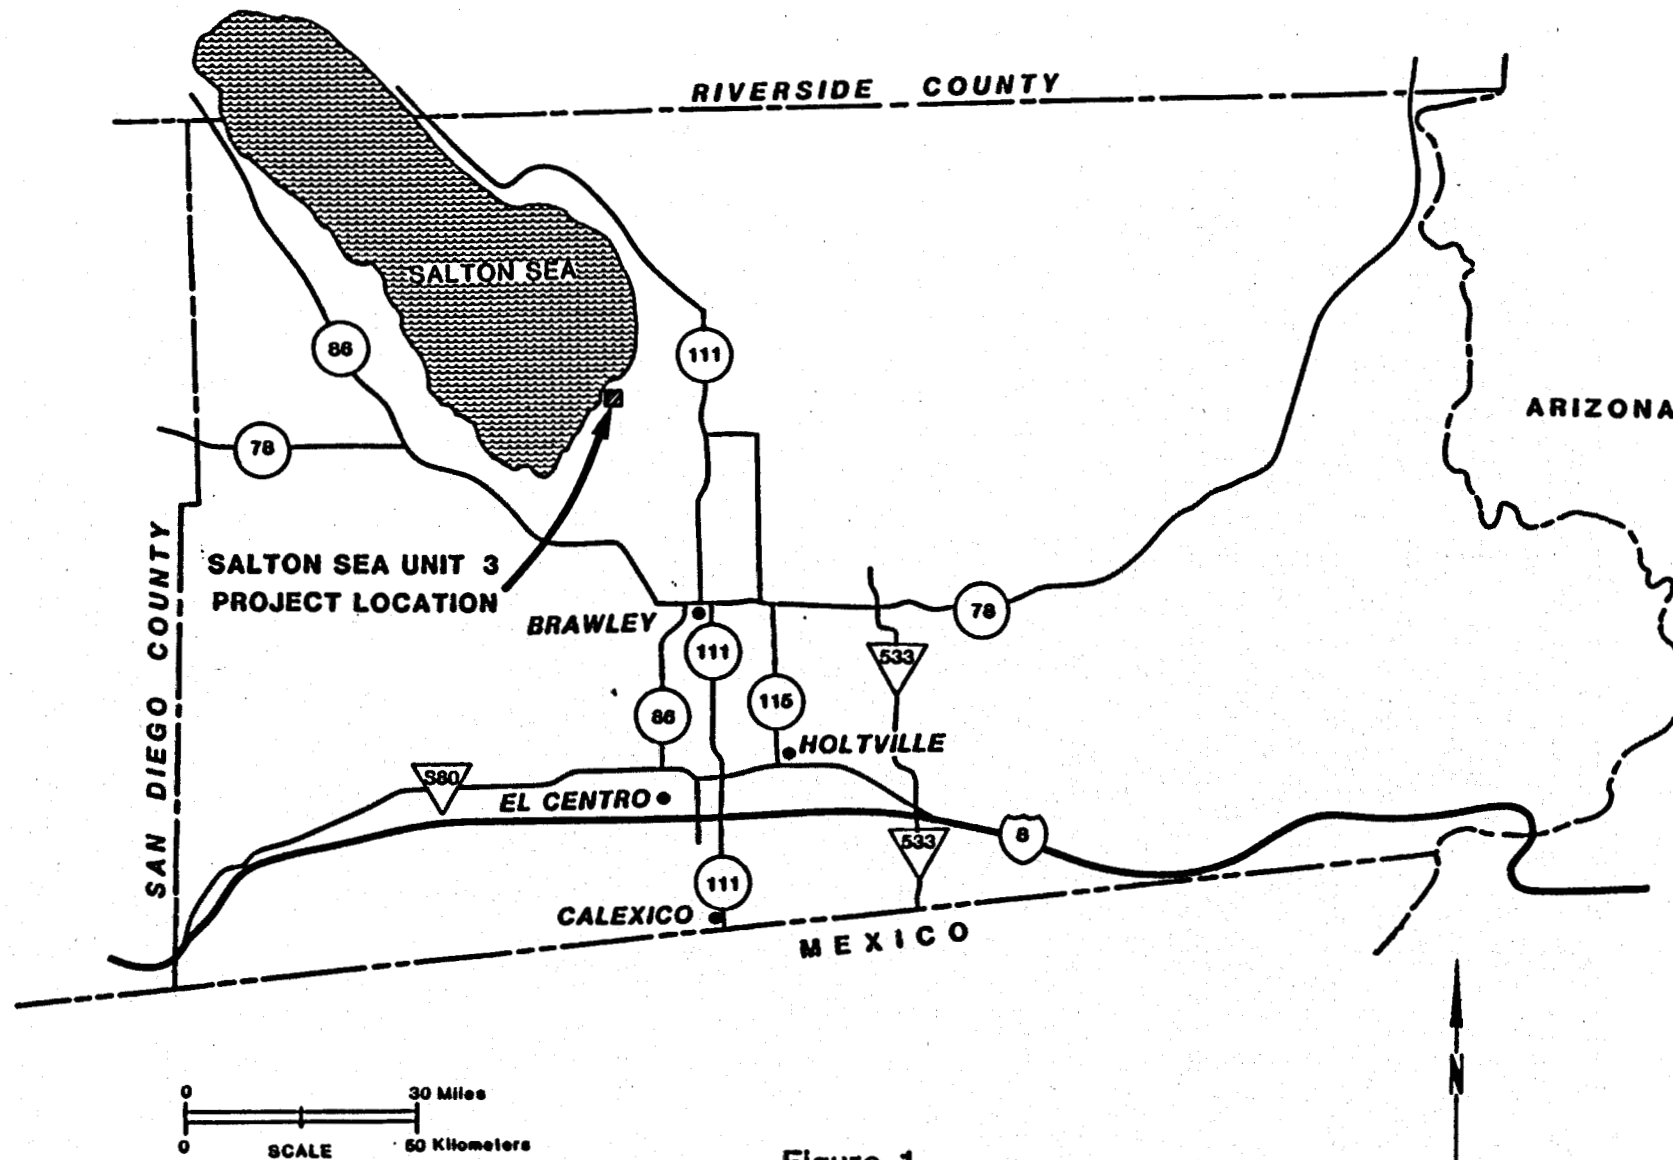 RIVERSIDE COUNTY
SALTON SEA
86
111
ARIZONA
78
SAN DIEGO COUNTY
SALTON SEA UNIT 3
PROJECT LOCATION
BRAWLEY
78
111
533
86
115
HOLTVILLE
S80
EL CENTRO
8
533
111
CALEXICO
MEXICO
N
0 30 Miles
0 50 Kilometers
SCALE
Figure 1